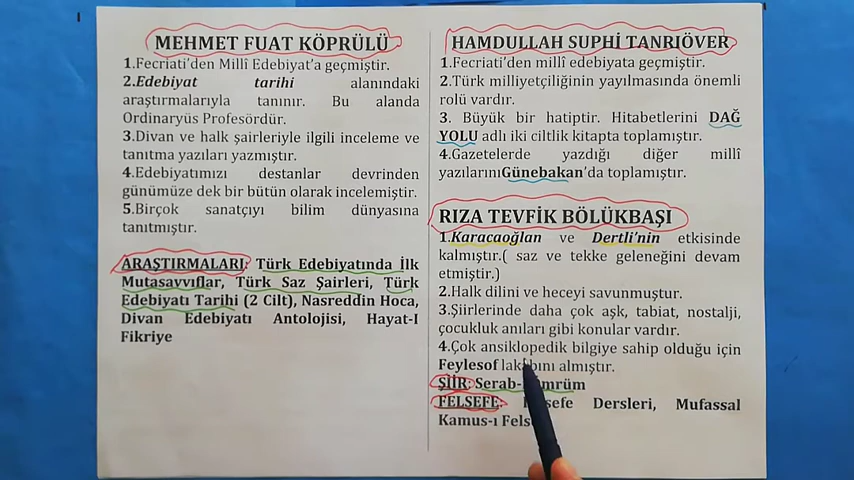 MEHMET FUAT KÖPRÜLÜ
1.Fecriati'den Millî Edebiyat'a geçmiştir.
2.Edebiyat tarihi alanındaki
araştırmalarıyla tanınır. Bu alanda
Ordinaryüs Profesördür.
3.Divan ve halk şairleriyle ilgili inceleme ve
tanıtma yazıları yazmıştır.
4.Edebiyatımızı destanlar devrinden
günümüze dek bir bütün olarak incelemiştir.
5.Birçok sanatçıyı bilim dünyasına
tanıtmıştır.
ARAŞTIRMALARI: Türk Edebiyatında İlk
Mutasavvıflar, Türk Saz Şairleri, Türk
Edebiyatı Tarihi (2 Cilt), Nasreddin Hoca,
Divan Edebiyatı Antolojisi, Hayat-I
Fikriye
HAMDULLAH SUPHİ TANRIÖVER
1.Fecriati'den millî edebiyata geçmiştir.
2.Türk milliyetçiliğinin yayılmasında önemli
rolü vardır.
3. Büyük bir hatiptir. Hitabetlerini DAĞ
YOLU adlı iki ciltlik kitapta toplamıştır.
4.Gazetelerde yazdığı diğer millî
yazılarınıGünebakan'da toplamıştır.
RIZA TEVFİK BÖLÜKBAŞI
1.Karacaoğlan ve Dertli'nin etkisinde
kalmıştır.( saz ve tekke geleneğini devam
etmiştir.)
2.Halk dilini ve heceyi savunmuştur.
3.Şiirlerinde daha çok aşk, tabiat, nostalji,
çocukluk anıları gibi konular vardır.
4.Çok ansiklopedik bilgiye sahip olduğu için
Feylesof lakabını almıştır.
ŞİİR: Serab-
FELSEFE: Dersleri, Mufassal
Kamus-ı